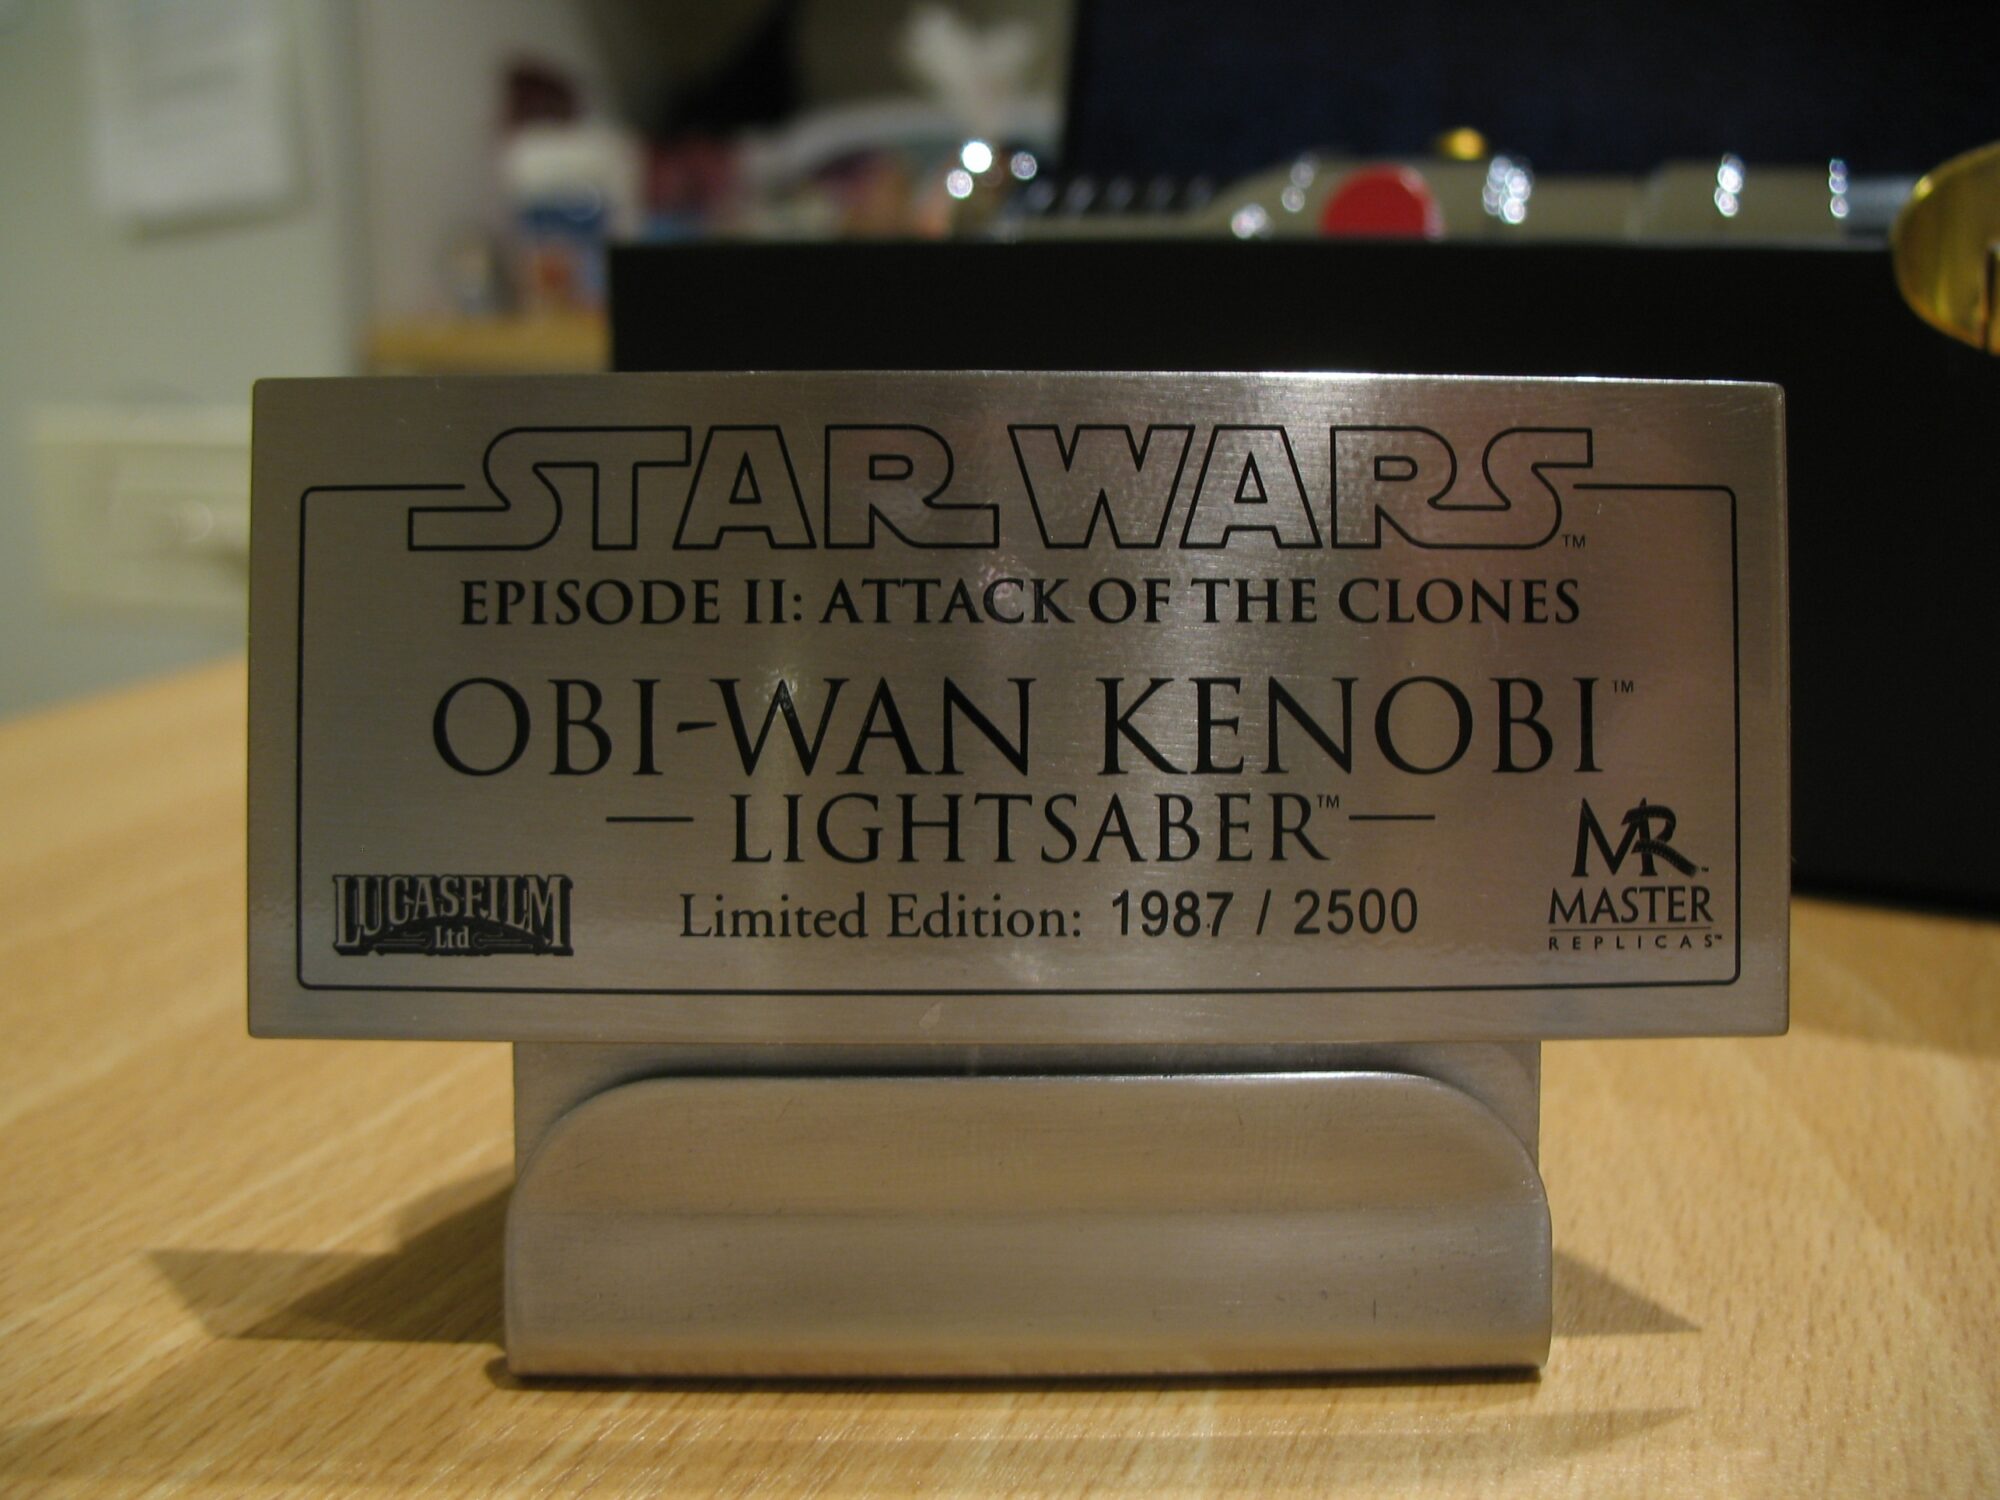 STAR WARS™
EPISODE II: ATTACK OF THE CLONES
OBI-WAN KENOBI™
LIGHTSABER™
Limited Edition: 1987 / 2500
LUCASFILM
Ltd
MR™
MASTER
REPLICAS™